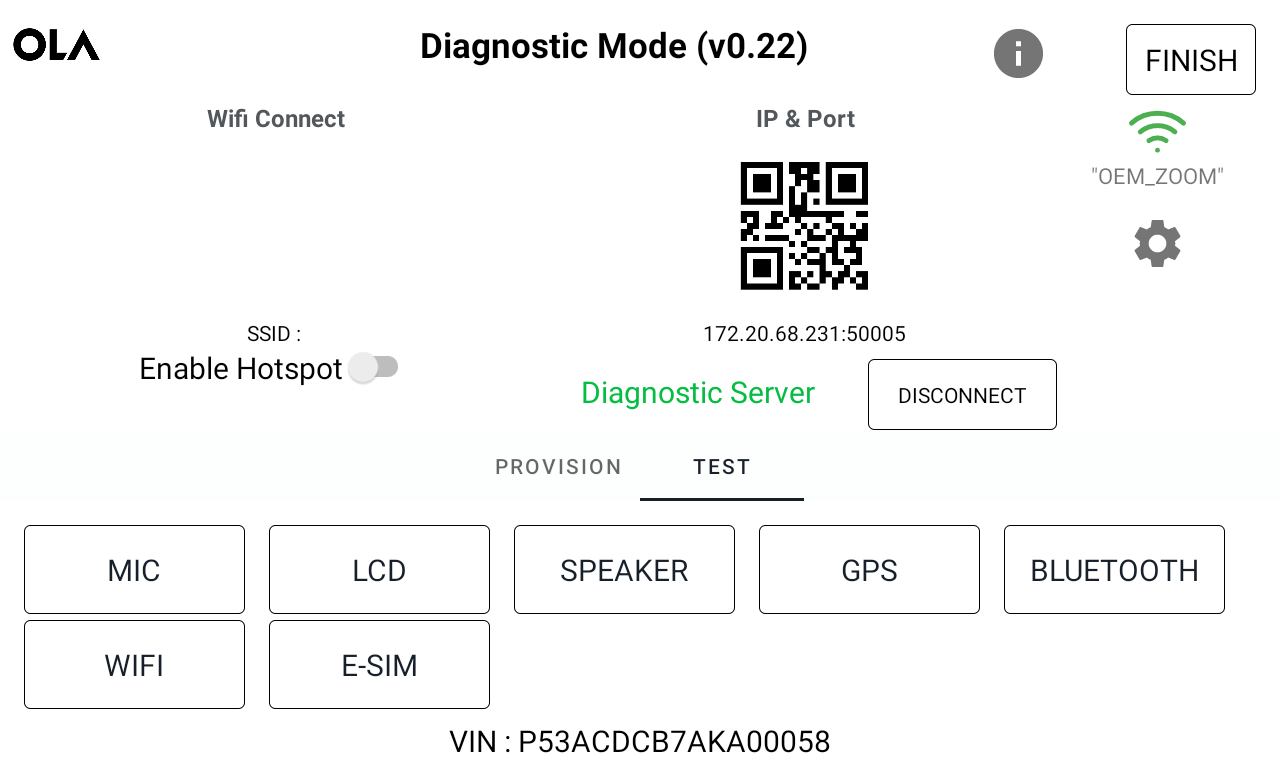 OLA
Diagnostic Mode (v0.22)
FINISH
Wifi Connect
IP & Port
"OEM_ZOOM"
SSID :
172.20.68.231:50005
Enable Hotspot
Diagnostic Server
DISCONNECT
PROVISION
TEST
MIC
LCD
SPEAKER
GPS
BLUETOOTH
WIFI
E-SIM
VIN : P53ACDCB7AKA00058